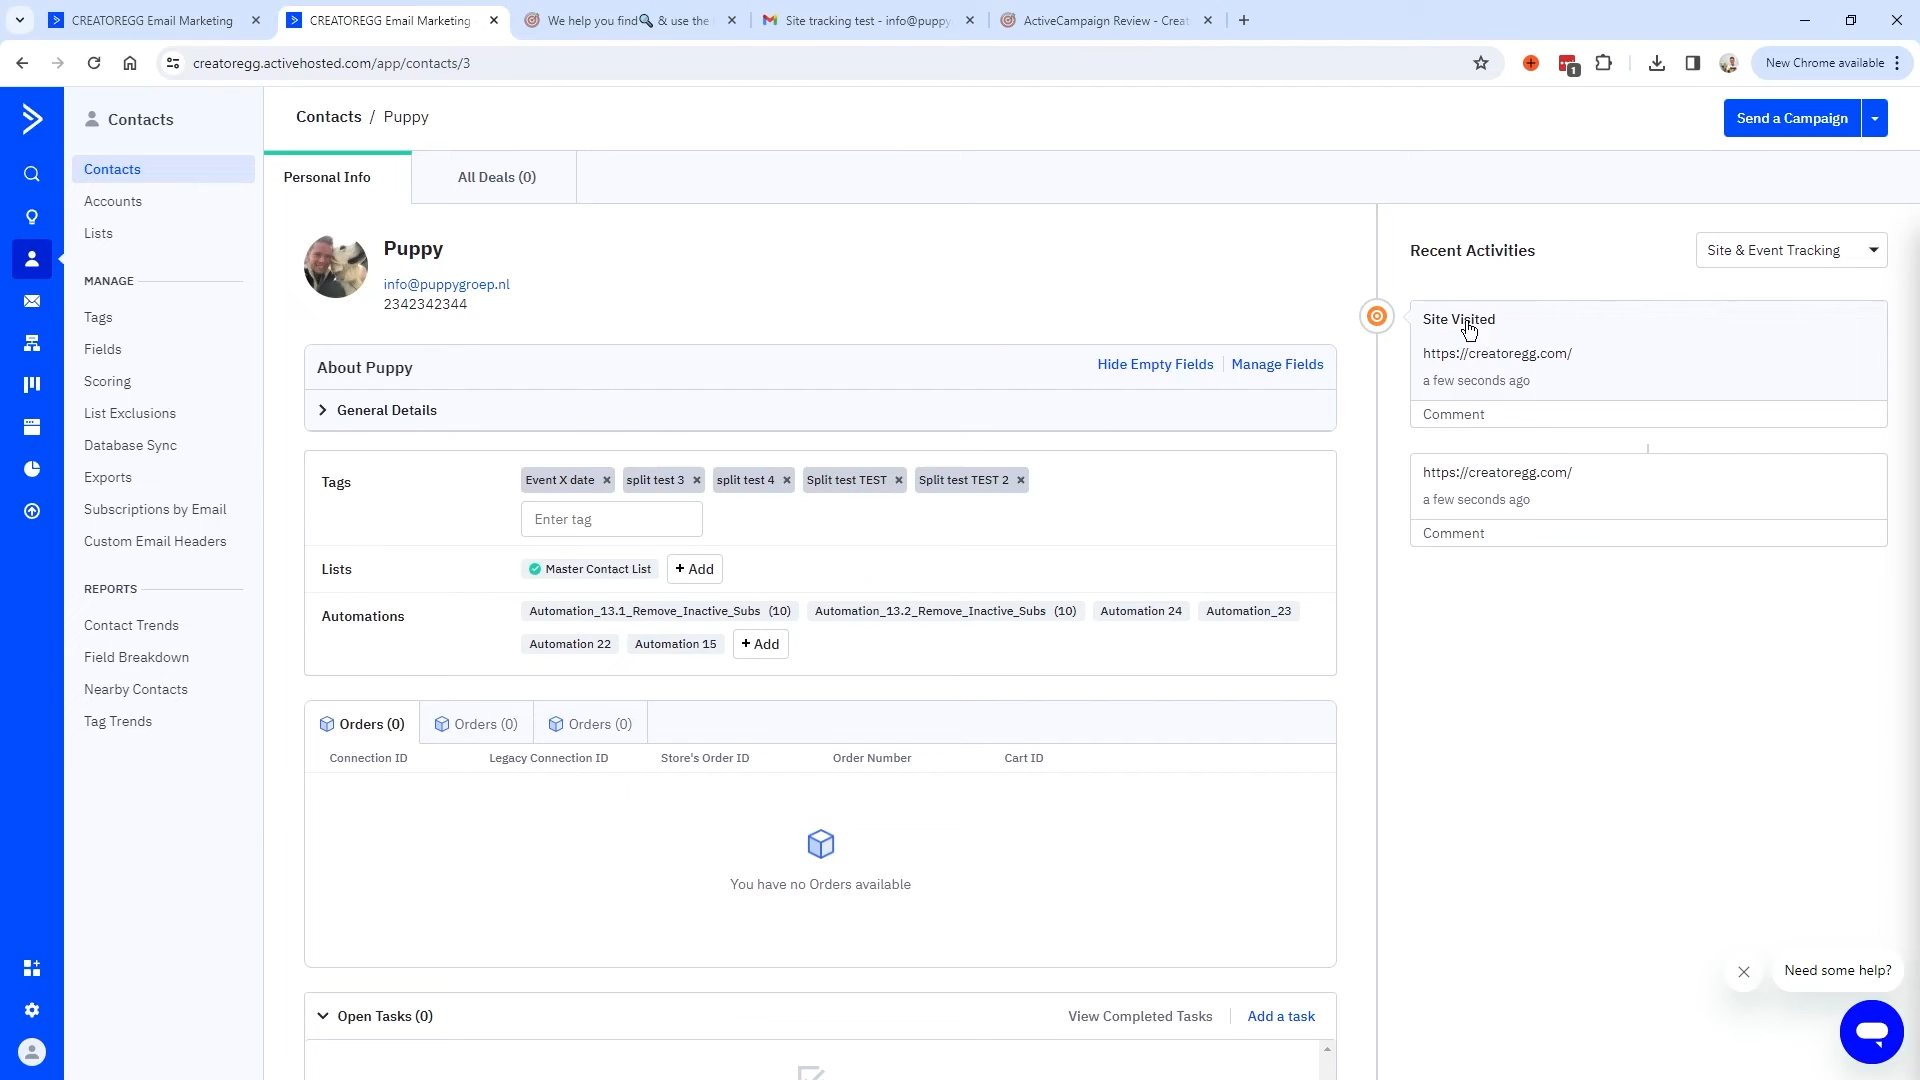 CREATOREGG Email Marketing
CREATOREGG Email Marketing
We help you find🔍 & use the
Site tracking test - info@puppy
ActiveCampaign Review - Creat
creatoregg.activehosted.com/app/contacts/3
1
New Chrome available
Contacts
Contacts
Accounts
Lists
MANAGE
Tags
Fields
Scoring
List Exclusions
Database Sync
Exports
Subscriptions by Email
Custom Email Headers
REPORTS
Contact Trends
Field Breakdown
Nearby Contacts
Tag Trends
Contacts / Puppy
Send a Campaign
Personal Info
All Deals (0)
Puppy
info@puppygroep.nl
2342342344
About Puppy
Hide Empty Fields
Manage Fields
General Details
Tags
Event X date × split test 3 × split test 4 × Split test TEST × Split test TEST 2 ×
Enter tag
Lists
Master Contact List
+ Add
Automations
Automation_13.1_Remove_Inactive_Subs (10) Automation_13.2_Remove_Inactive_Subs (10) Automation 24 Automation_23
Automation 22 Automation 15 + Add
Orders (0) Orders (0) Orders (0)
Connection ID Legacy Connection ID Store's Order ID Order Number Cart ID
You have no Orders available
Open Tasks (0)
View Completed Tasks
Add a task
Recent Activities
Site & Event Tracking
Site Visited
https://creatoregg.com/
a few seconds ago
Comment
https://creatoregg.com/
a few seconds ago
Comment
Need some help?